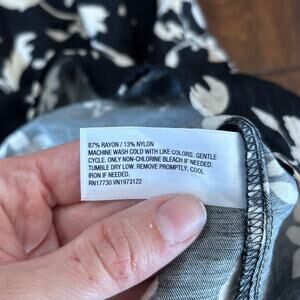 87% RAYON / 13% NYLON
MACHINE WASH COLD WITH LIKE COLORS. GENTLE
CYCLE. ONLY NON-CHLORINE BLEACH IF NEEDED.
TUMBLE DRY LOW. REMOVE PROMPTLY. COOL
IRON IF NEEDED.
RN17730 VN1973122